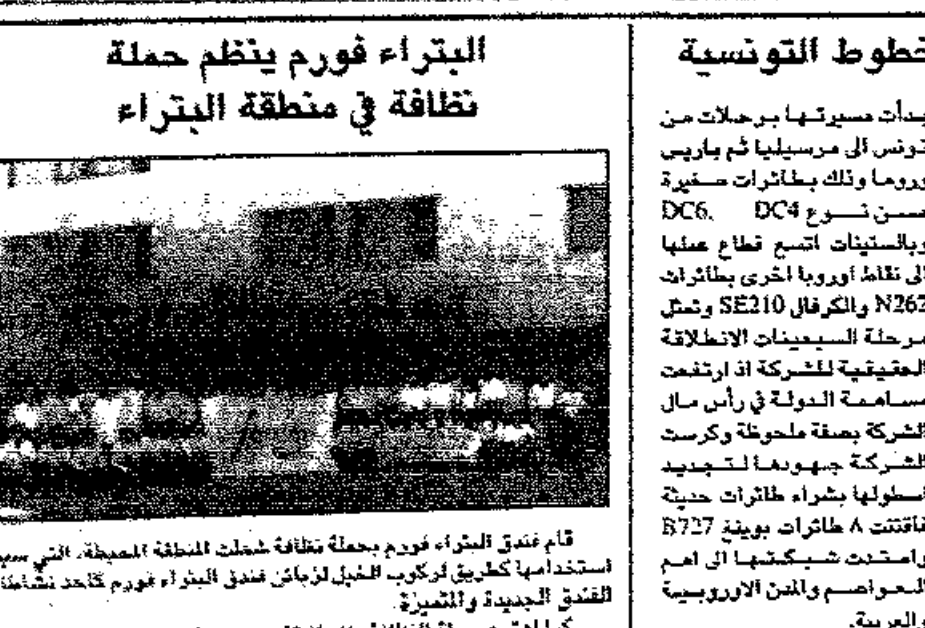 خطوط التونسية
بدأت مسيرتها برحلات من
تونس الى مرسيليا ثم باريس
وروما وذلك بطائرات صغيرة
من نوع DC4 ,DC6
وبالستينات اتسع قطاع عملها
الى نقاط اوروبا اخرى بطائرات
N262 والكرفال SE210 وتمثل
مرحلة السبعينات الانطلاقة
الحقيقية للشركة اذ ارتفعت
مساهمة الدولة في رأس مال
الشركة بصفة ملحوظة وكرست
الشركة جهودها لتجديد
اسطولها بشراء طائرات حديثة
فاقتنت ٨ طائرات بوينغ B727
وامتدت شبكتها الى اهم
العواصم والمدن الاوروبية
والعربية.
البتراء فورم ينظم حملة
نظافة في منطقة البتراء
قام فندق البتراء فورم بحملة نظافة شملت المنطقة المحيطة، التي
استخدامها كطريق لركوب الخيل لزبائن فندق البتراء فورم كأحد نشاطات
الفندق الجديدة والمتميزة.